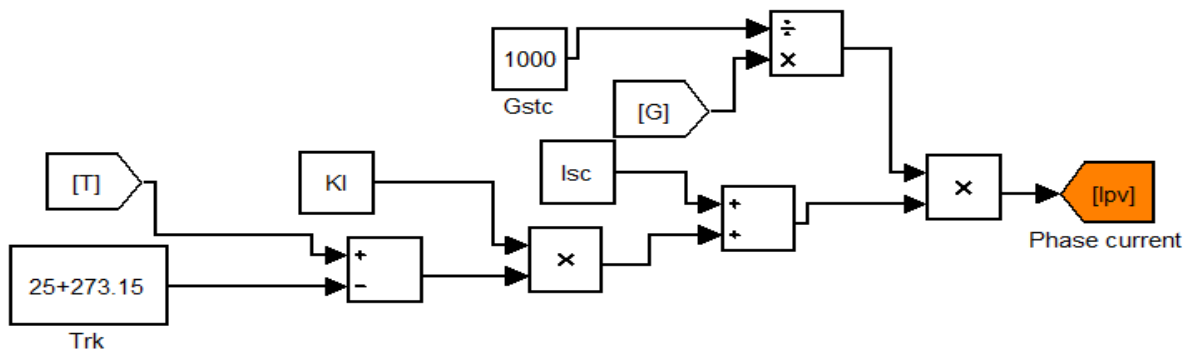 ÷
×
1000
Gstc
[G]
[T]
KI
Isc
+
+
×
[Ipv]
Phase current
+
−
×
25+273.15
Trk